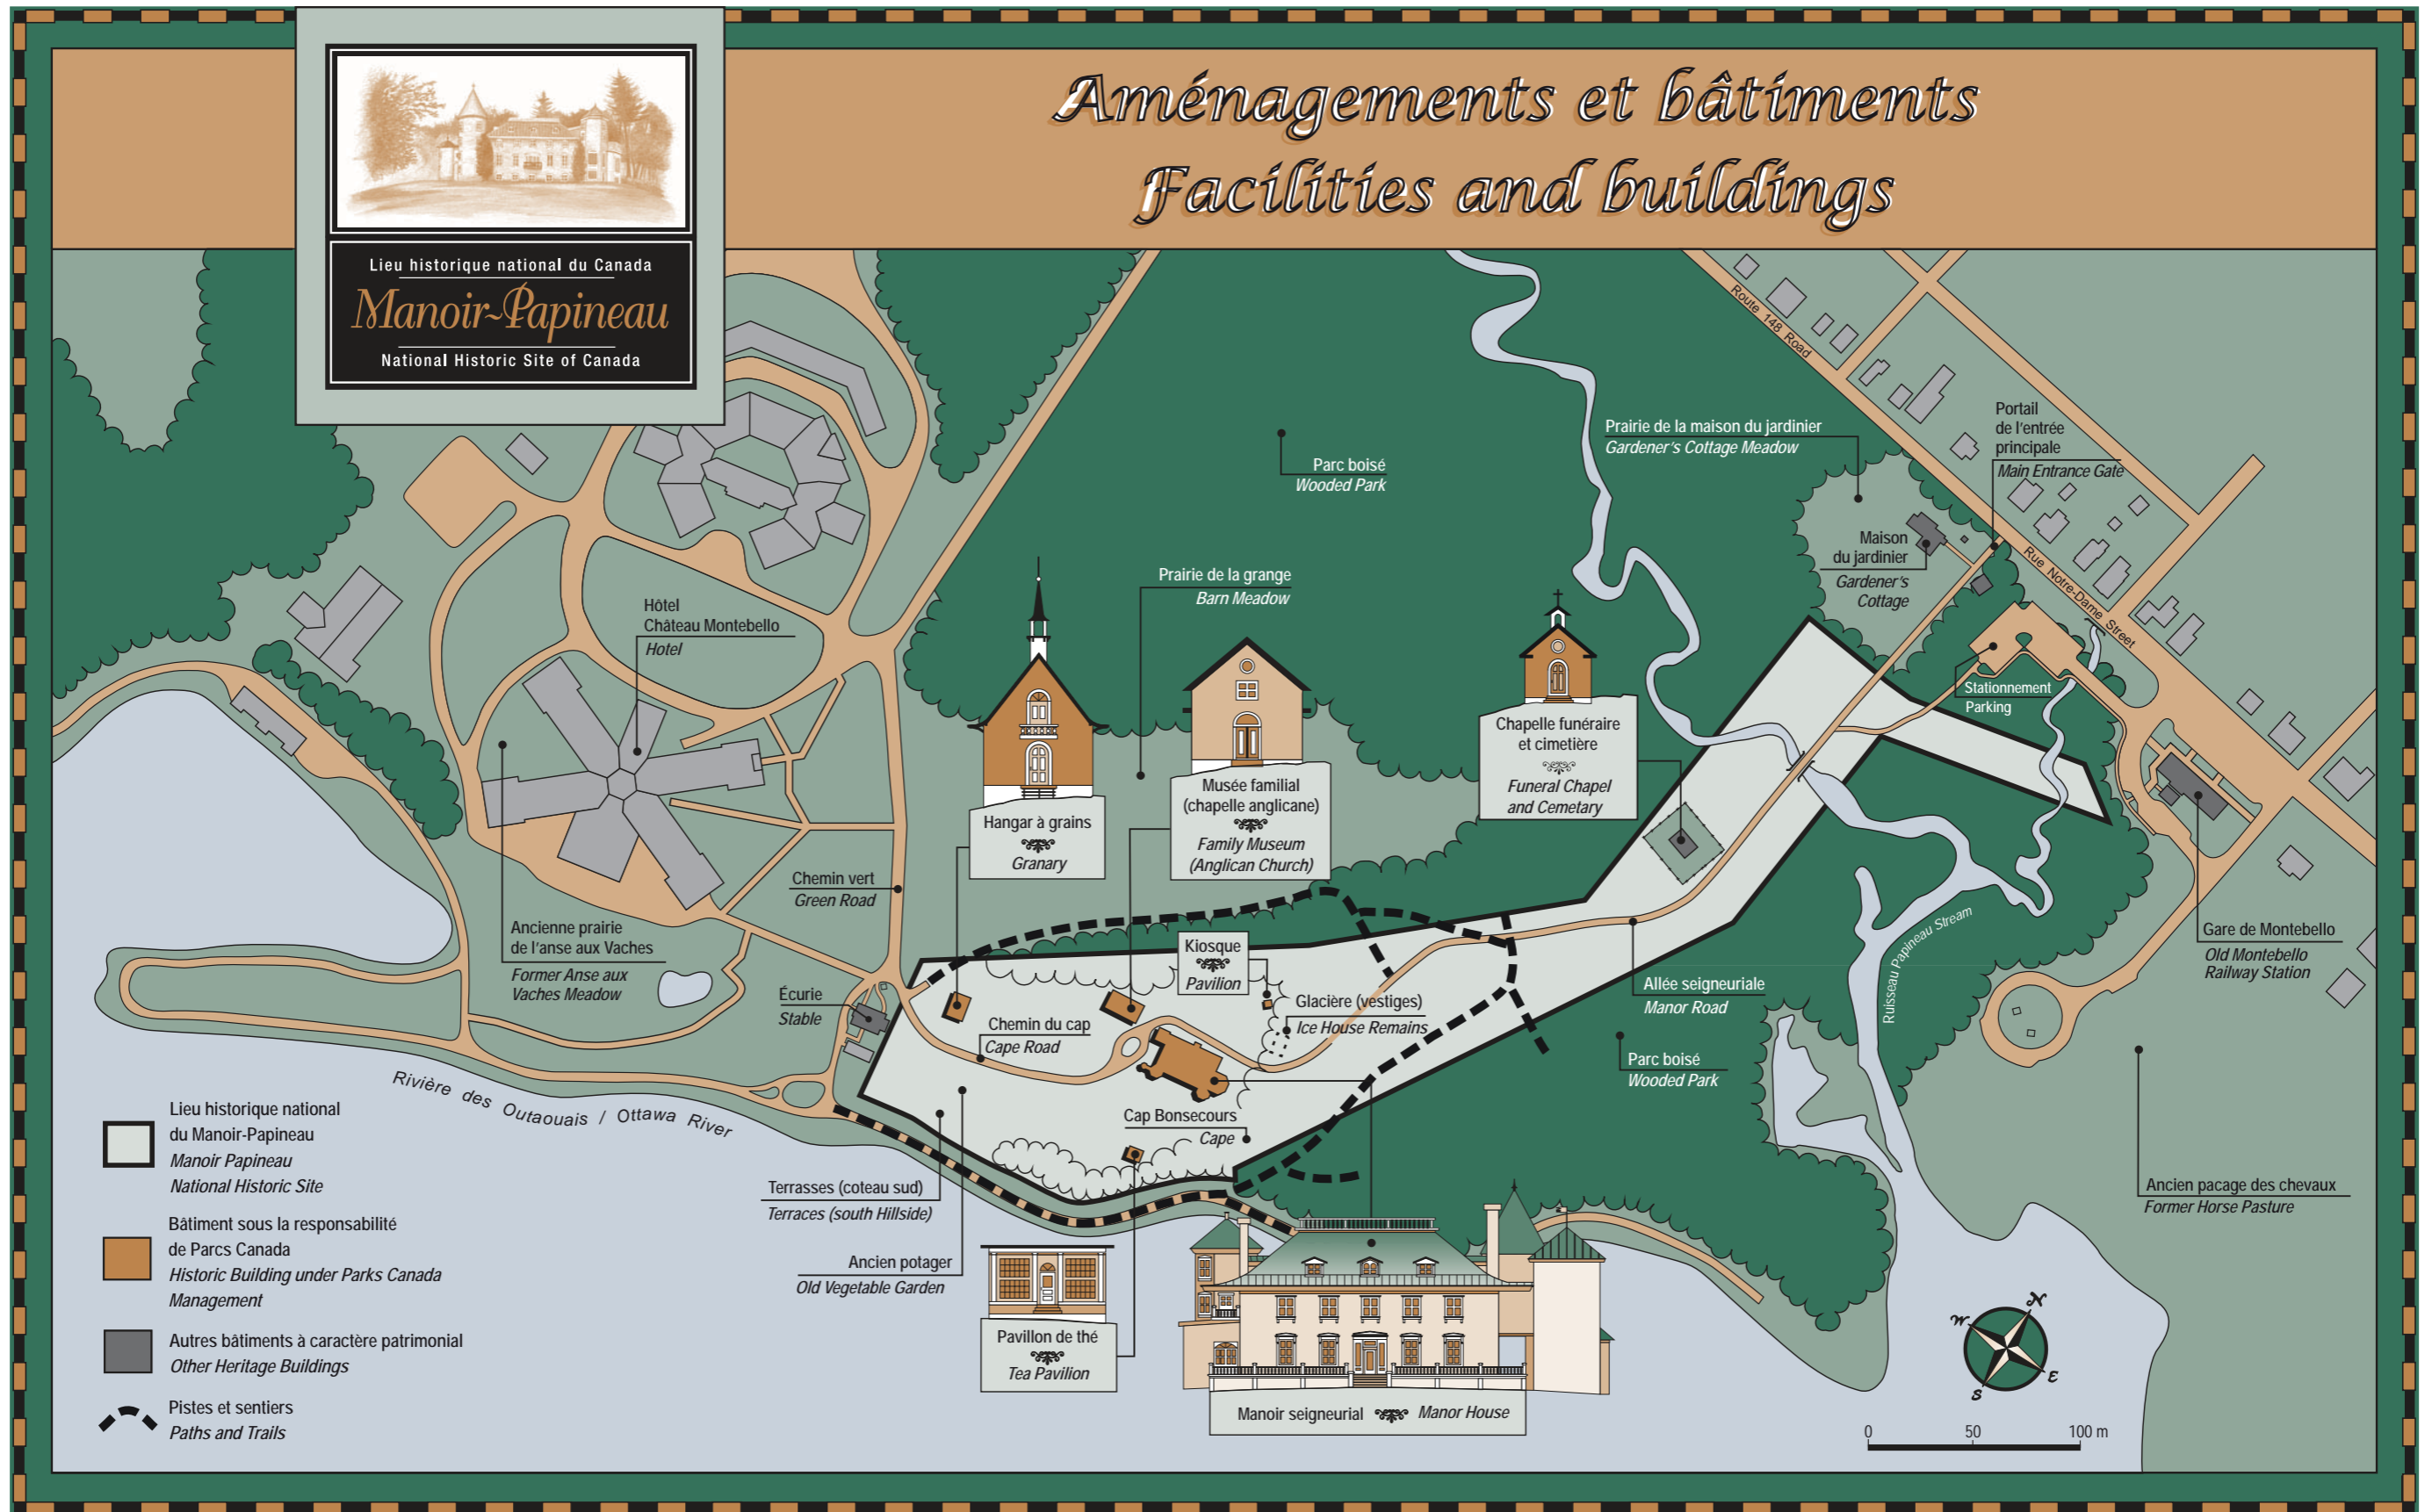 Aménagements et bâtiments
Facilities and buildings
Lieu historique national du Canada
Manoir~Papineau
National Historic Site of Canada
Route 148 Road
Portail
de l'entrée
principale
Main Entrance Gate
Prairie de la maison du jardinier
Gardener's Cottage Meadow
Parc boisé
Wooded Park
Maison
du jardinier
Gardener's
Cottage
Rue Notre-Dame Street
Prairie de la grange
Barn Meadow
Hôtel
Château Montebello
Hotel
Stationnement
Parking
Chapelle funéraire
et cimetière
Funeral Chapel
and Cemetary
Musée familial
(chapelle anglicane)
Family Museum
(Anglican Church)
Hangar à grains
Granary
Chemin vert
Green Road
Ancienne prairie
de l'anse aux Vaches
Former Anse aux
Vaches Meadow
Kiosque
Pavilion
Gare de Montebello
Old Montebello
Railway Station
Ruisseau Papineau Stream
Allée seigneuriale
Manor Road
Écurie
Stable
Glacière (vestiges)
Ice House Remains
Chemin du cap
Cape Road
Parc boisé
Wooded Park
Rivière des Outaouais / Ottawa River
Cap Bonsecours
Cape
Terrasses (coteau sud)
Terraces (south Hillside)
Ancien pacage des chevaux
Former Horse Pasture
Ancien potager
Old Vegetable Garden
Pavillon de thé
Tea Pavilion
Manoir seigneurial Manor House
Lieu historique national
du Manoir-Papineau
Manoir Papineau
National Historic Site
Bâtiment sous la responsabilité
de Parcs Canada
Historic Building under Parks Canada
Management
Autres bâtiments à caractère patrimonial
Other Heritage Buildings
Pistes et sentiers
Paths and Trails
N
W
E
S
0 50 100 m